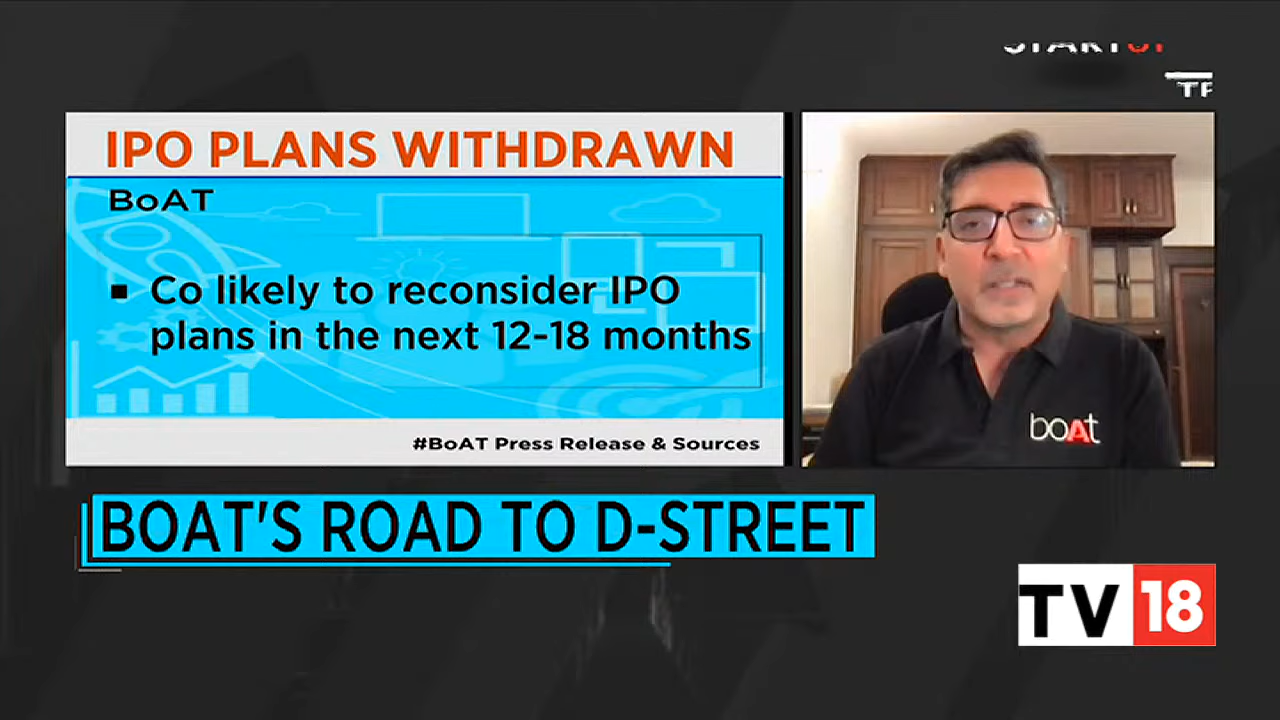 IPO PLANS WITHDRAWN
BoAT
▪ Co likely to reconsider IPO
plans in the next 12-18 months
#BoAT Press Release & Sources
boAt
BOAT'S ROAD TO D-STREET
TV18